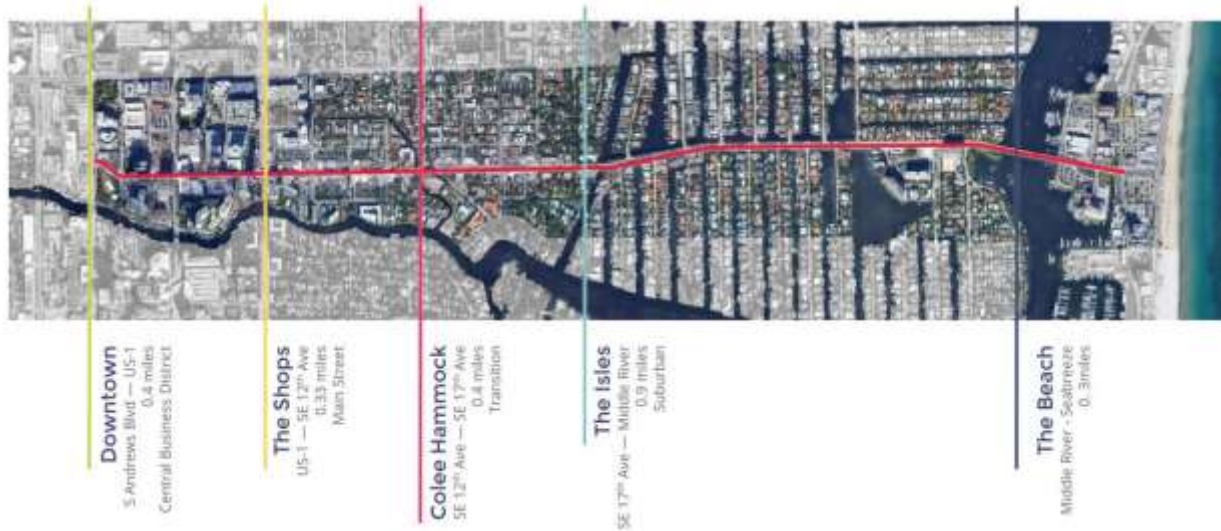 Downtown
S Andrews Blvd — US-1
0.4 miles
Central Business District
The Shops
US-1 — SE 12th Ave
0.33 miles
Main Street
Colee Hammock
SE 12th Ave — SE 17th Ave
0.4 miles
Transition
The Isles
SE 17th Ave — Middle River
0.9 miles
Suburban
The Beach
Middle River - Seabreeze
0. 3miles